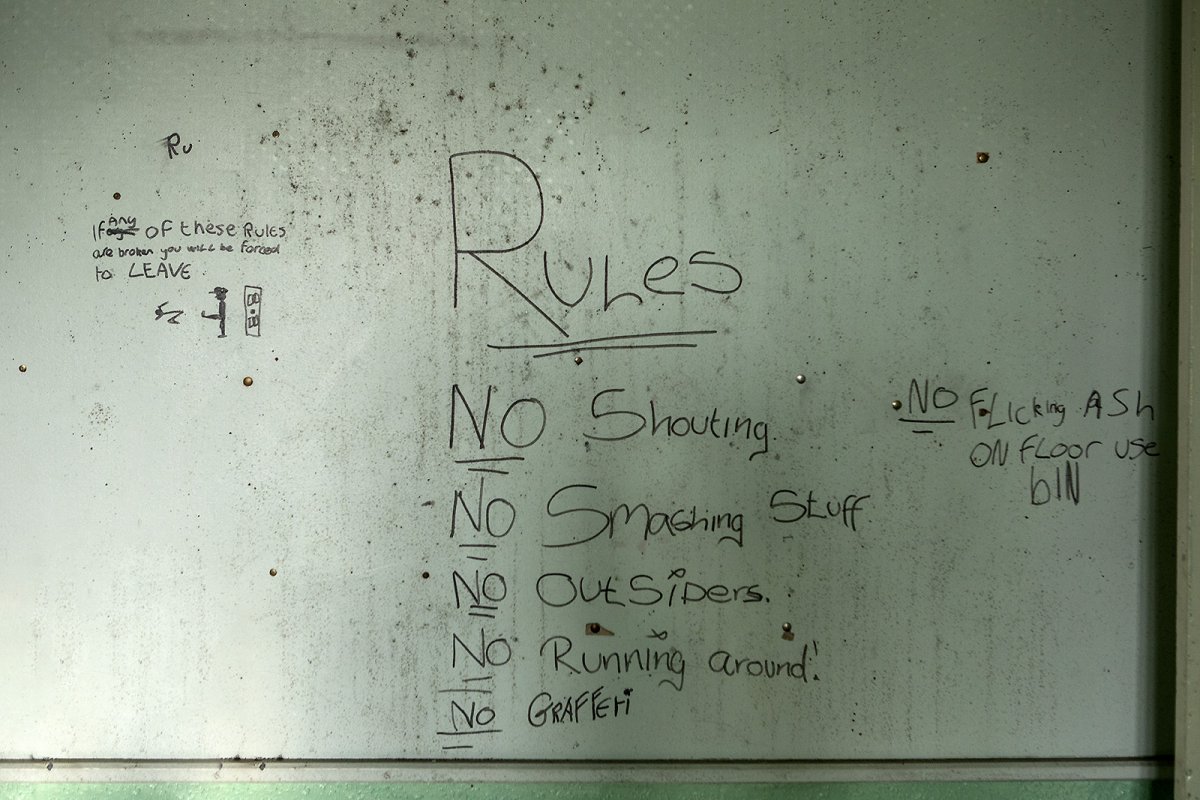 Ru
If ANY of these RULES
are broken you will be forced
to LEAVE
RULES
NO Shouting.
NO Smashing Stuff
NO OUtSiDers.
NO Running around!
NO GRAFFEti
NO FLicking ASh
ON FLOOr use
bIN